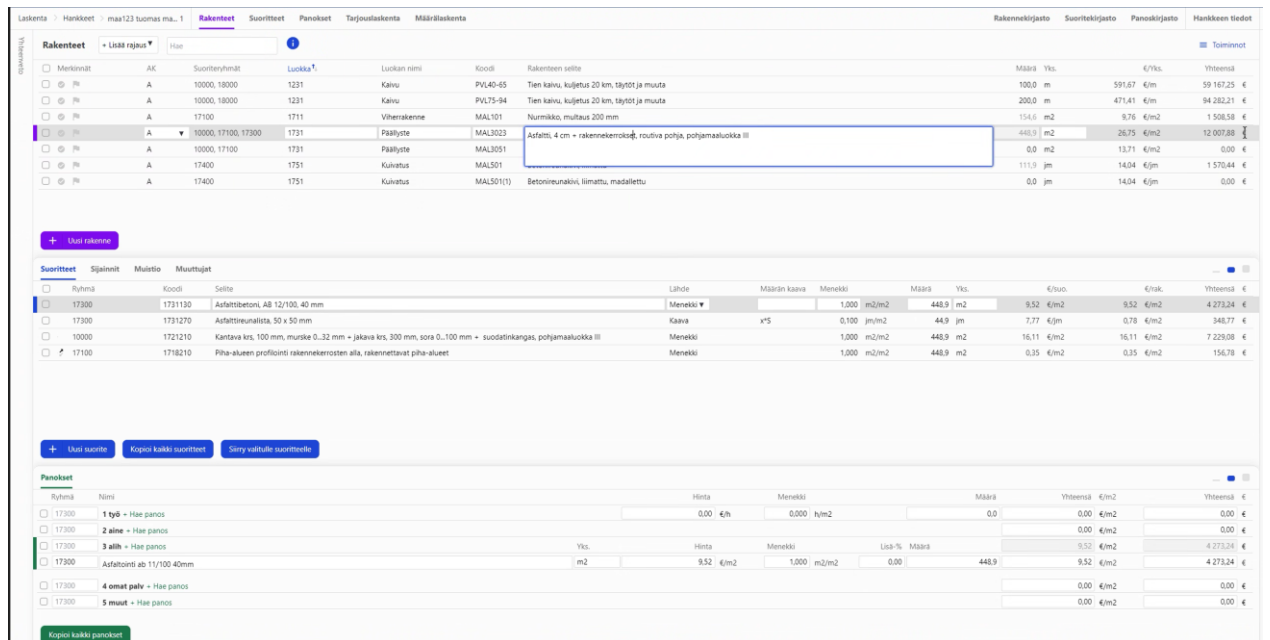 Laskenta > Hankkeet > maa123 tuomas ma... 1 Rakenteet Suoritteet Panokset Tarjouslaskenta Määrälaskenta Rakennekirjasto Suoritekirjasto Panoskirjasto Hankkeen tiedot
Yhteenveto
Rakenteet + Lisää rajaus Hae Toiminnot
Merkinnät AK Suoriteryhmät Luokka Luokan nimi Koodi Rakenteen selite Määrä Yks. €/Yks. Yhteensä
A 10000, 18000 1231 Kaivu PVL40-65 Tien kaivu, kuljetus 20 km, täytöt ja muuta 100,0 m 591,67 €/m 59 167,25 €
A 10000, 18000 1231 Kaivu PVL75-94 Tien kaivu, kuljetus 20 km, täytöt ja muuta 200,0 m 471,41 €/m 94 282,21 €
A 17100 1711 Viherrakenne MAL101 Nurmikko, multaus 200 mm 154,6 m2 9,76 €/m2 1 508,58 €
A 10000, 17100, 17300 1731 Päällyste MAL3023 Asfaltti, 4 cm + rakennekerrokset, routiva pohja, pohjamaaluokka III 448,9 m2 26,75 €/m2 12 007,88
A 10000, 17100 1731 Päällyste MAL3051 0,0 m2 13,71 €/m2 0,00 €
A 17400 1751 Kuivatus MAL501 111,9 jm 14,04 €/jm 1 570,44 €
A 17400 1751 Kuivatus MAL501(1) Betonireunakivi, liimattu, madallettu 0,0 jm 14,04 €/jm 0,00 €
+ Uusi rakenne
Suoritteet Sijainnit Muistio Muuttujat
Ryhmä Koodi Selite Lähde Määrän kaava Menekki Määrä Yks. €/suo. €/rak. Yhteensä €
17300 1731130 Asfalttibetoni, AB 12/100, 40 mm Menekki 1,000 m2/m2 448,9 m2 9,52 €/m2 9,52 €/m2 4 273,24 €
17300 1731270 Asfalttireunalista, 50 x 50 mm Kaava x*S 0,100 jm/m2 44,9 jm 7,77 €/jm 0,78 €/m2 348,77 €
10000 1721210 Kantava krs, 100 mm, murske 0...32 mm + jakava krs, 300 mm, sora 0...100 mm + suodatinkangas, pohjamaaluokka III Menekki 1,000 m2/m2 448,9 m2 16,11 €/m2 16,11 €/m2 7 229,08 €
17100 1718210 Piha-alueen profilointi rakennekerrosten alla, rakennettavat piha-alueet Menekki 1,000 m2/m2 448,9 m2 0,35 €/m2 0,35 €/m2 156,78 €
+ Uusi suorite Kopioi kaikki suoritteet Siirry valitulle suoritteelle
Panokset
Ryhmä Nimi Hinta Menekki Määrä Yhteensä €/m2 Yhteensä €
17300 1 työ + Hae panos 0,00 €/h 0,000 h/m2 0,0 0,00 €/m2 0,00 €
17300 2 aine + Hae panos 0,00 €/m2 0,00 €
17300 3 alih + Hae panos Yks. Hinta Menekki Lisä-% Määrä 9,52 €/m2 4 273,24 €
17300 Asfaltointi ab 11/100 40mm m2 9,52 €/m2 1,000 m2/m2 0,00 448,9 9,52 €/m2 4 273,24 €
17300 4 omat palv + Hae panos 0,00 €/m2 0,00 €
17300 5 muut + Hae panos 0,00 €/m2 0,00 €
Kopioi kaikki panokset